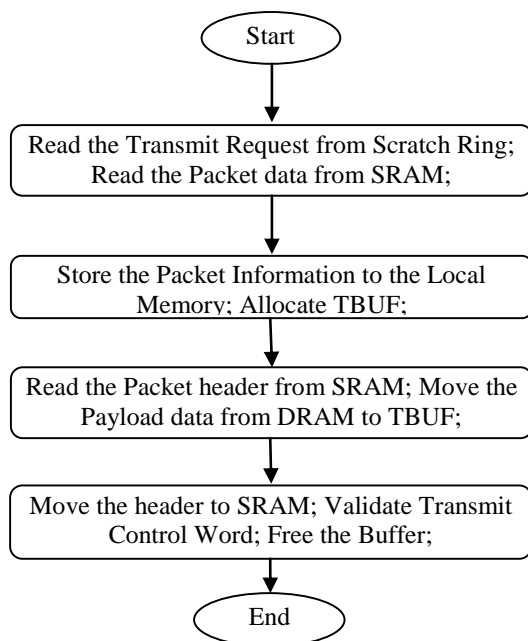 Start
Read the Transmit Request from Scratch Ring;
Read the Packet data from SRAM;
Store the Packet Information to the Local
Memory; Allocate TBUF;
Read the Packet header from SRAM; Move the
Payload data from DRAM to TBUF;
Move the header to SRAM; Validate Transmit
Control Word; Free the Buffer;
End